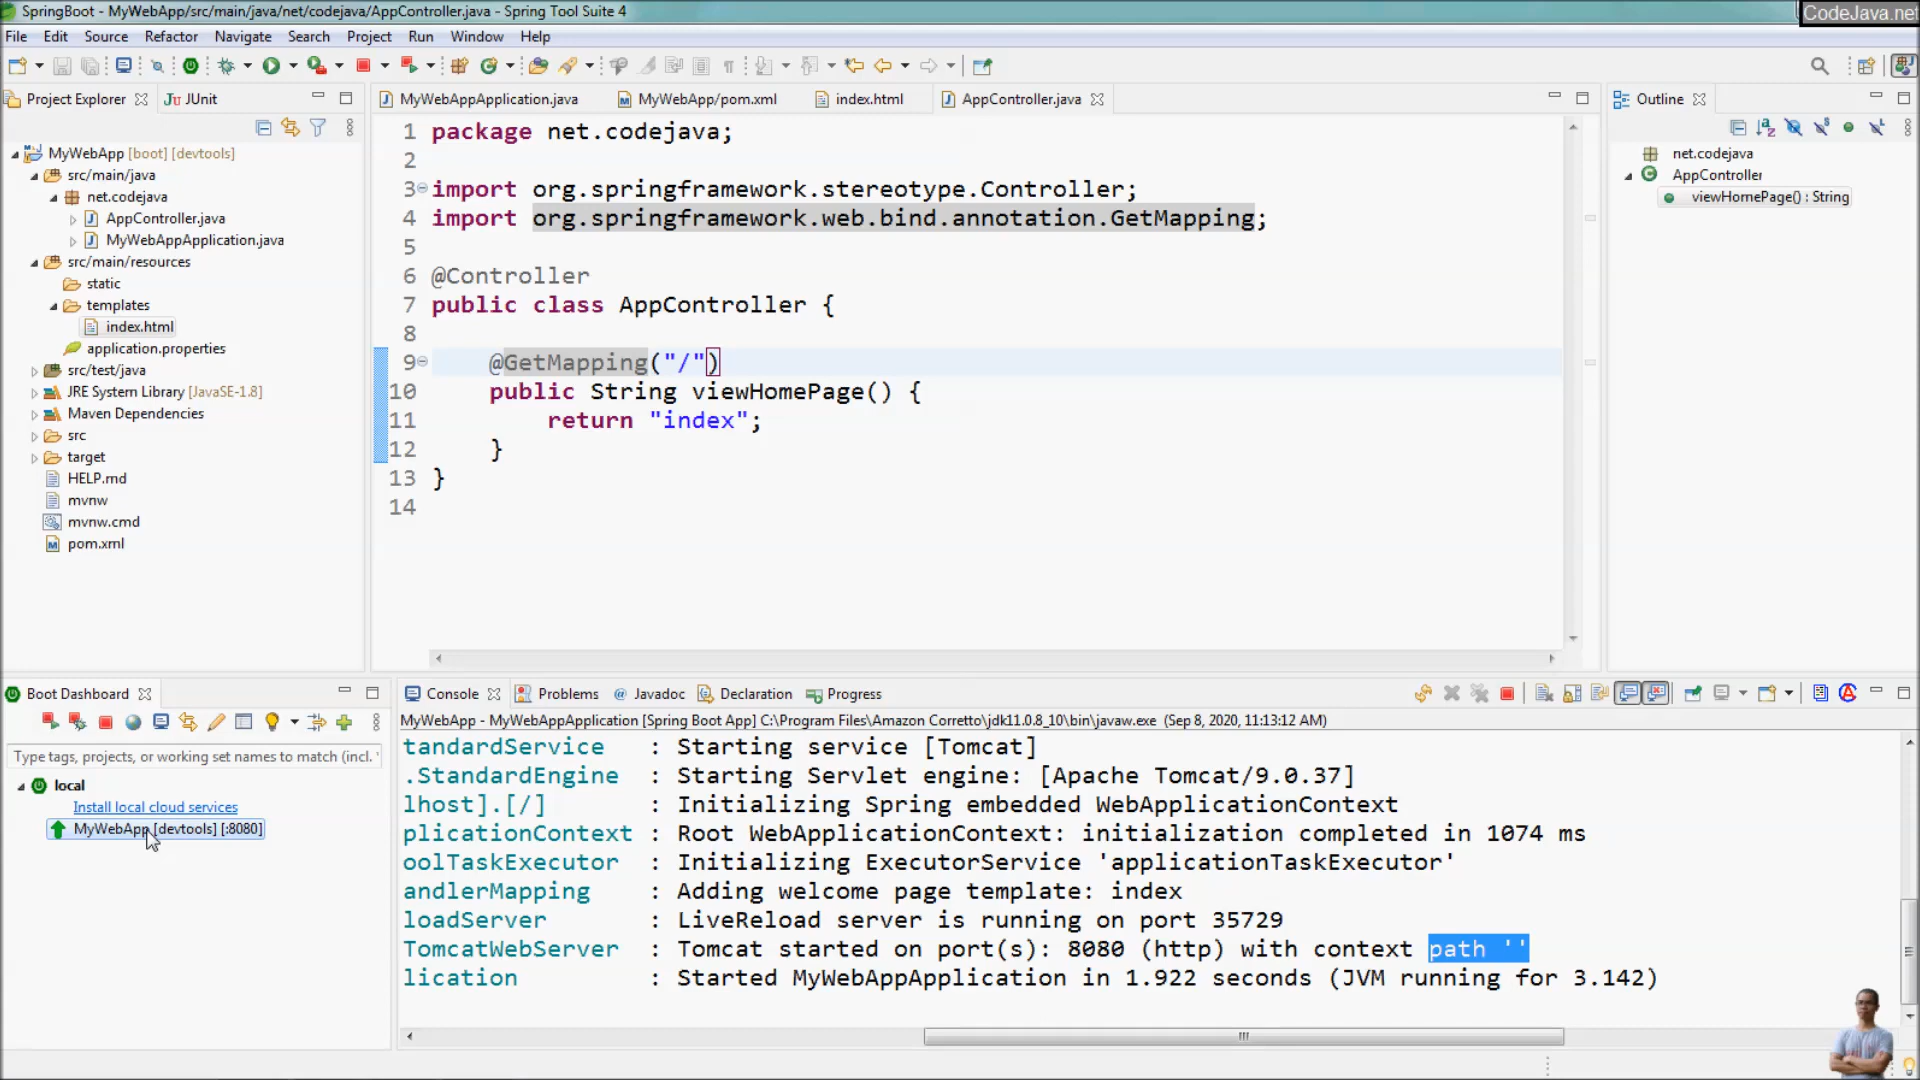 SpringBoot - MyWebApp/src/main/java/net/codejava/AppController.java - Spring Tool Suite 4
CodeJava.net
File Edit Source Refactor Navigate Search Project Run Window Help
Project Explorer JUnit
MyWebApp [boot] [devtools]
src/main/java
net.codejava
AppController.java
MyWebAppApplication.java
src/main/resources
static
templates
index.html
application.properties
src/test/java
JRE System Library [JavaSE-1.8]
Maven Dependencies
src
target
HELP.md
mvnw
mvnw.cmd
pom.xml
MyWebAppApplication.java MyWebApp/pom.xml index.html AppController.java
1 package net.codejava;
2
3 import org.springframework.stereotype.Controller;
4 import org.springframework.web.bind.annotation.GetMapping;
5
6 @Controller
7 public class AppController {
8
9 @GetMapping("/")
10 public String viewHomePage() {
11 return "index";
12 }
13 }
14
Outline
net.codejava
AppController
viewHomePage() : String
Boot Dashboard
Type tags, projects, or working set names to match (incl. '
local
Install local cloud services
MyWebApp [devtools] [:8080]
Console Problems Javadoc Declaration Progress
MyWebApp - MyWebAppApplication [Spring Boot App] C:\Program Files\Amazon Corretto\jdk11.0.8_10\bin\javaw.exe (Sep 8, 2020, 11:13:12 AM)
tandardService : Starting service [Tomcat]
.StandardEngine : Starting Servlet engine: [Apache Tomcat/9.0.37]
lhost].[/] : Initializing Spring embedded WebApplicationContext
plicationContext : Root WebApplicationContext: initialization completed in 1074 ms
oolTaskExecutor : Initializing ExecutorService 'applicationTaskExecutor'
andlerMapping : Adding welcome page template: index
loadServer : LiveReload server is running on port 35729
TomcatWebServer : Tomcat started on port(s): 8080 (http) with context path ''
lication : Started MyWebAppApplication in 1.922 seconds (JVM running for 3.142)